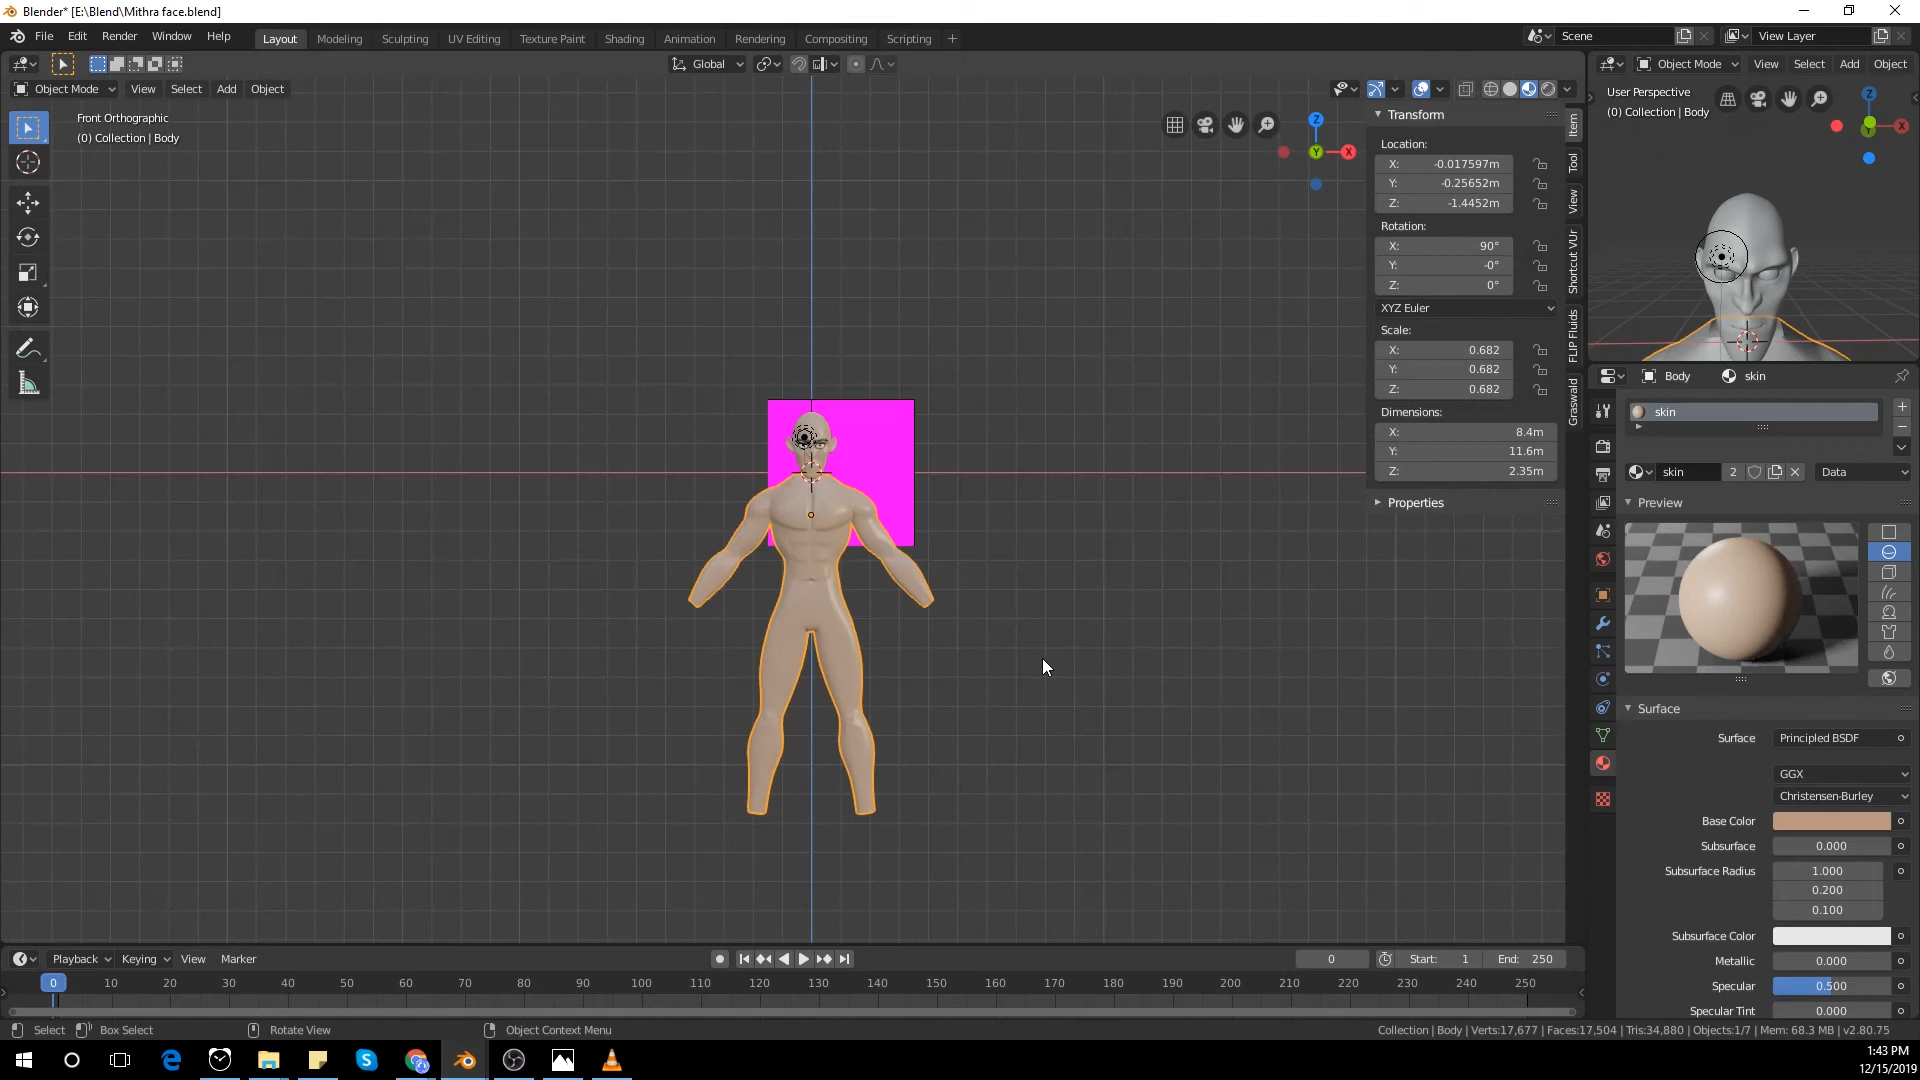 Blender* [E:\Blend\Mithra face.blend]
File Edit Render Window Help
Layout Modeling Sculpting UV Editing Texture Paint Shading Animation Rendering Compositing Scripting +
Scene
View Layer
Global
Object Mode View Select Add Object
Object Mode View Select Add Object
Front Orthographic
(0) Collection | Body
User Perspective
(0) Collection | Body
Z
X
Y
Z
X
Y
Transform
Location:
X: -0.017597m
Y: -0.25652m
Z: -1.4452m
Rotation:
X: 90°
Y: -0°
Z: 0°
XYZ Euler
Scale:
X: 0.682
Y: 0.682
Z: 0.682
Dimensions:
X: 8.4m
Y: 11.6m
Z: 2.35m
Properties
Item
Tool
View
Shortcut VUr
FLIP Fluids
Graswald
Body skin
skin
skin 2 Data
Preview
Surface
Surface Principled BSDF
GGX
Christensen-Burley
Base Color
Subsurface 0.000
Subsurface Radius 1.000
0.200
0.100
Subsurface Color
Metallic 0.000
Specular 0.500
Specular Tint 0.000
Playback Keying View Marker
0 Start: 1 End: 250
0 10 20 30 40 50 60 70 80 90 100 110 120 130 140 150 160 170 180 190 200 210 220 230 240 250
Select Box Select Rotate View Object Context Menu
Collection | Body | Verts:17,677 | Faces:17,504 | Tris:34,880 | Objects:1/7 | Mem: 68.3 MB | v2.80.75
1:43 PM
12/15/2019